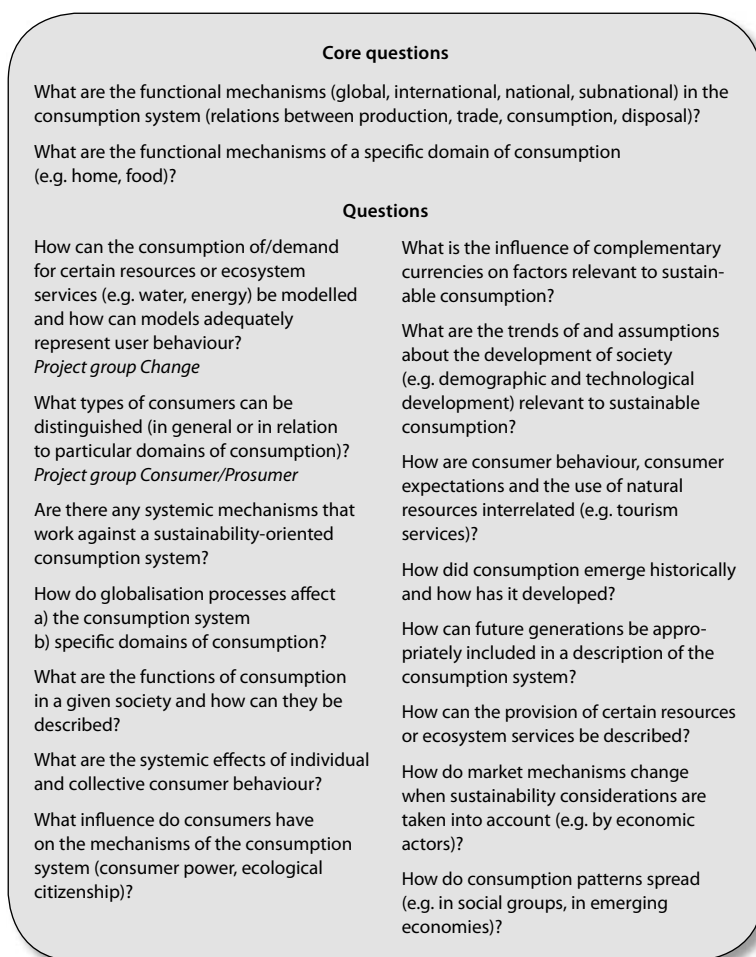 Core questions
What are the functional mechanisms (global, international, national, subnational) in the
consumption system (relations between production, trade, consumption, disposal)?
What are the functional mechanisms of a specific domain of consumption
(e.g. home, food)?
Questions
How can the consumption of/demand
for certain resources or ecosystem
services (e.g. water, energy) be modelled
and how can models adequately
represent user behaviour?
Project group Change
What types of consumers can be
distinguished (in general or in relation
to particular domains of consumption)?
Project group Consumer/Prosumer
Are there any systemic mechanisms that
work against a sustainability-oriented
consumption system?
How do globalisation processes affect
a) the consumption system
b) specific domains of consumption?
What are the functions of consumption
in a given society and how can they be
described?
What are the systemic effects of individual
and collective consumer behaviour?
What influence do consumers have
on the mechanisms of the consumption
system (consumer power, ecological
citizenship)?
What is the influence of complementary
currencies on factors relevant to sustain-
able consumption?
What are the trends of and assumptions
about the development of society
(e.g. demographic and technological
development) relevant to sustainable
consumption?
How are consumer behaviour, consumer
expectations and the use of natural
resources interrelated (e.g. tourism
services)?
How did consumption emerge historically
and how has it developed?
How can future generations be appro-
priately included in a description of the
consumption system?
How can the provision of certain resources
or ecosystem services be described?
How do market mechanisms change
when sustainability considerations are
taken into account (e.g. by economic
actors)?
How do consumption patterns spread
(e.g. in social groups, in emerging
economies)?